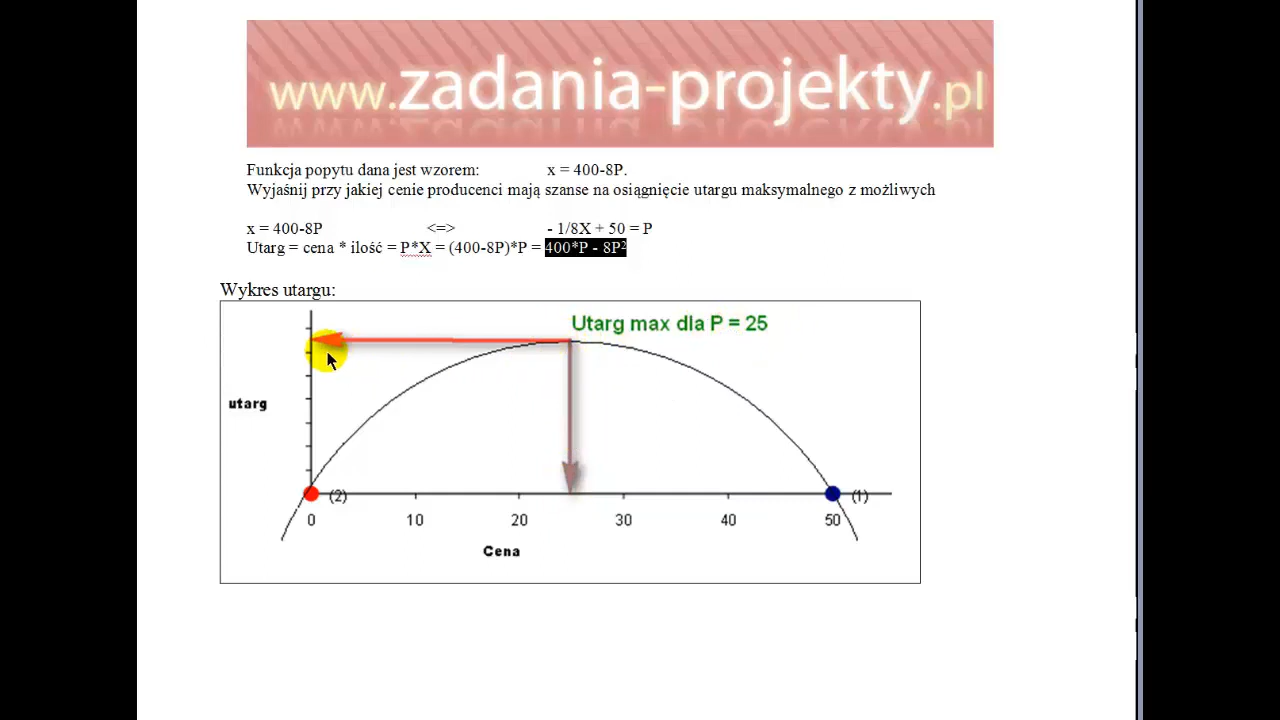 www.zadania-projekty.pl
Funkcja popytu dana jest wzorem: x = 400-8P.
Wyjaśnij przy jakiej cenie producenci mają szanse na osiągnięcie utargu maksymalnego z możliwych
x = 400-8P <=> - 1/8X + 50 = P
Utarg = cena * ilość = P*X = (400-8P)*P = 400*P - 8P²
Wykres utargu:
Utarg max dla P = 25
utarg
(2) (1)
0 10 20 30 40 50
Cena